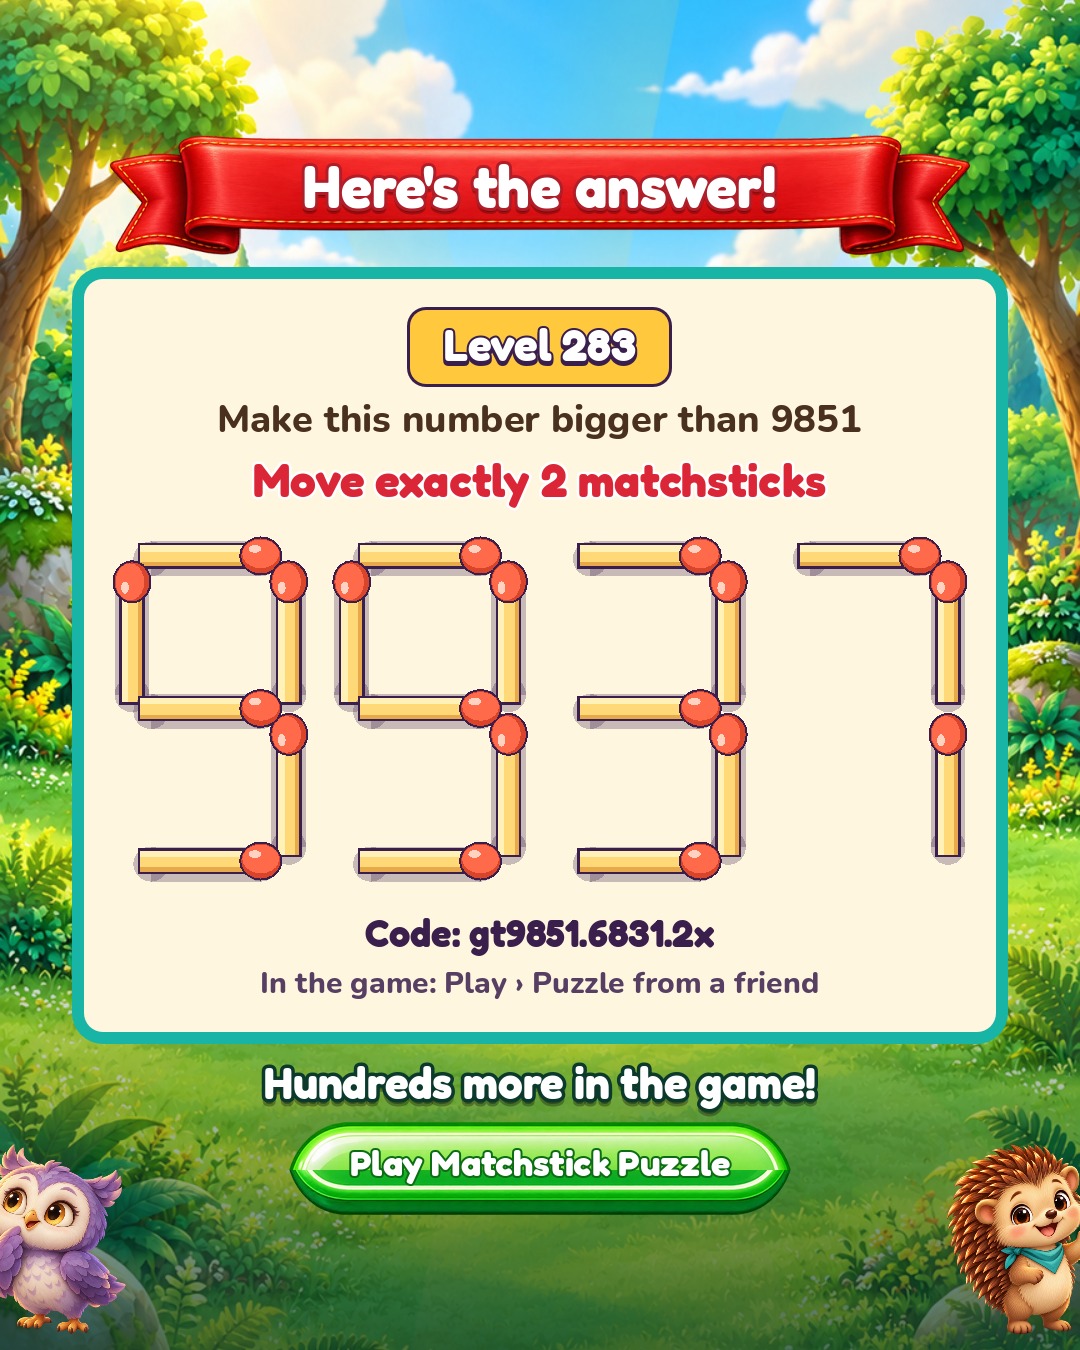 Here's the answer!
Level 283
Make this number bigger than 9851
Move exactly 2 matchsticks
9937
Code: gt9851.6831.2x
In the game: Play › Puzzle from a friend
Hundreds more in the game!
Play Matchstick Puzzle